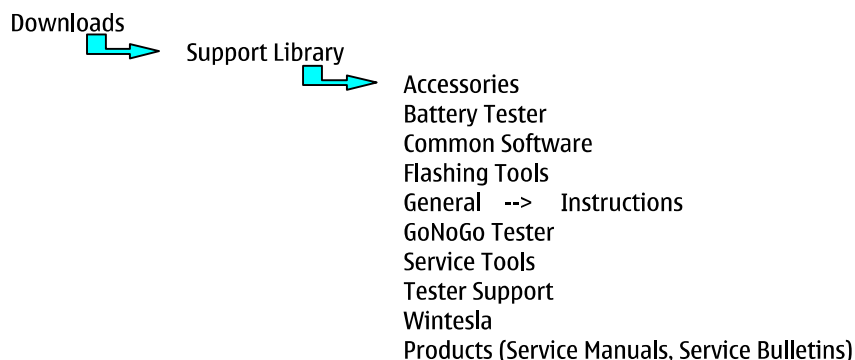 Downloads
Support Library
Accessories
Battery Tester
Common Software
Flashing Tools
General --> Instructions
GoNoGo Tester
Service Tools
Tester Support
Wintesla
Products (Service Manuals, Service Bulletins)